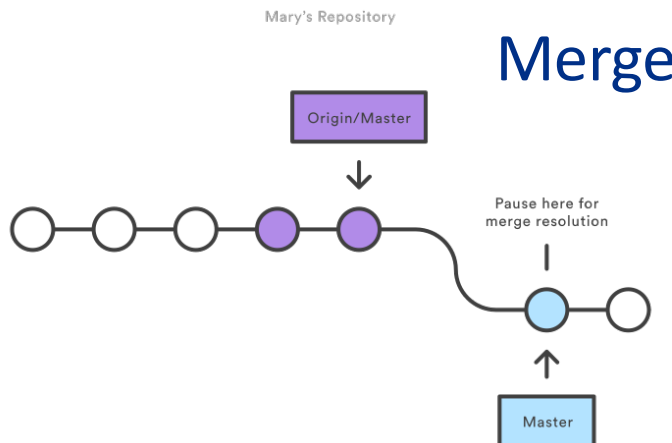 Mary's Repository
Merge
Origin/Master
Pause here for
merge resolution
Master